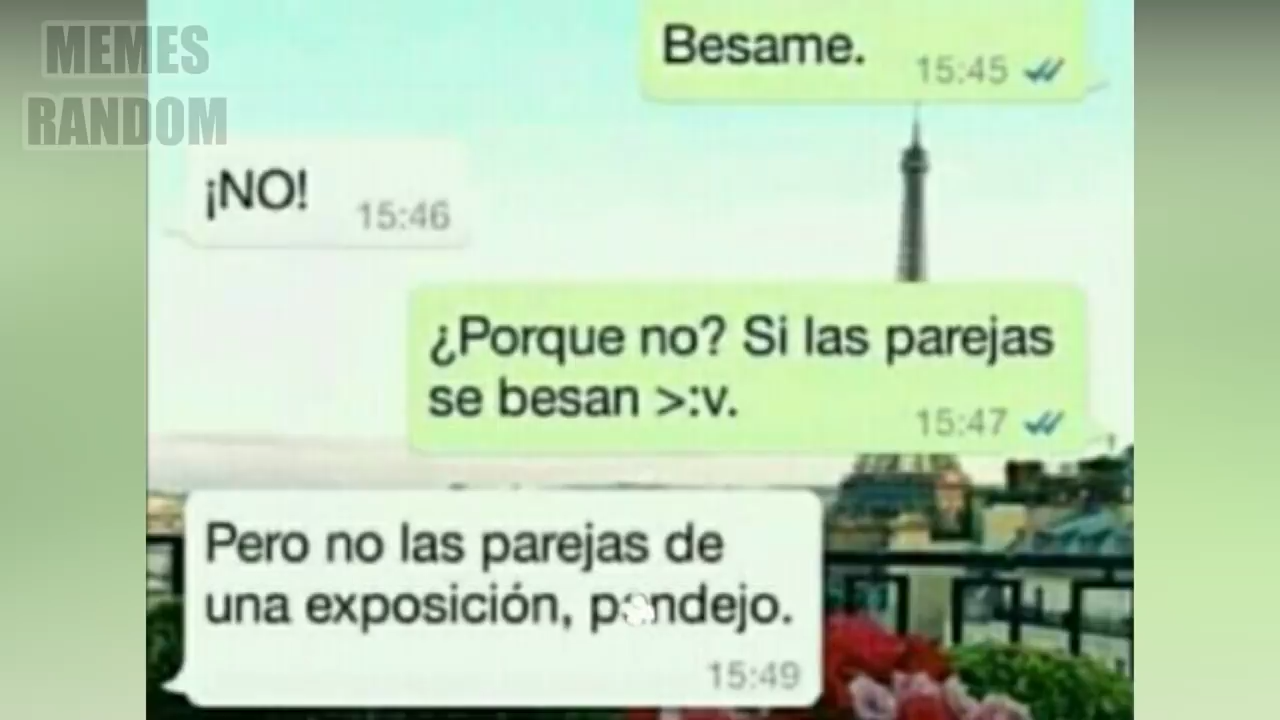 MEMES
RANDOM
Besame.
15:45
¡NO!
15:46
¿Porque no? Si las parejas
se besan >:v.
15:47
Pero no las parejas de
una exposición, pendejo.
15:49